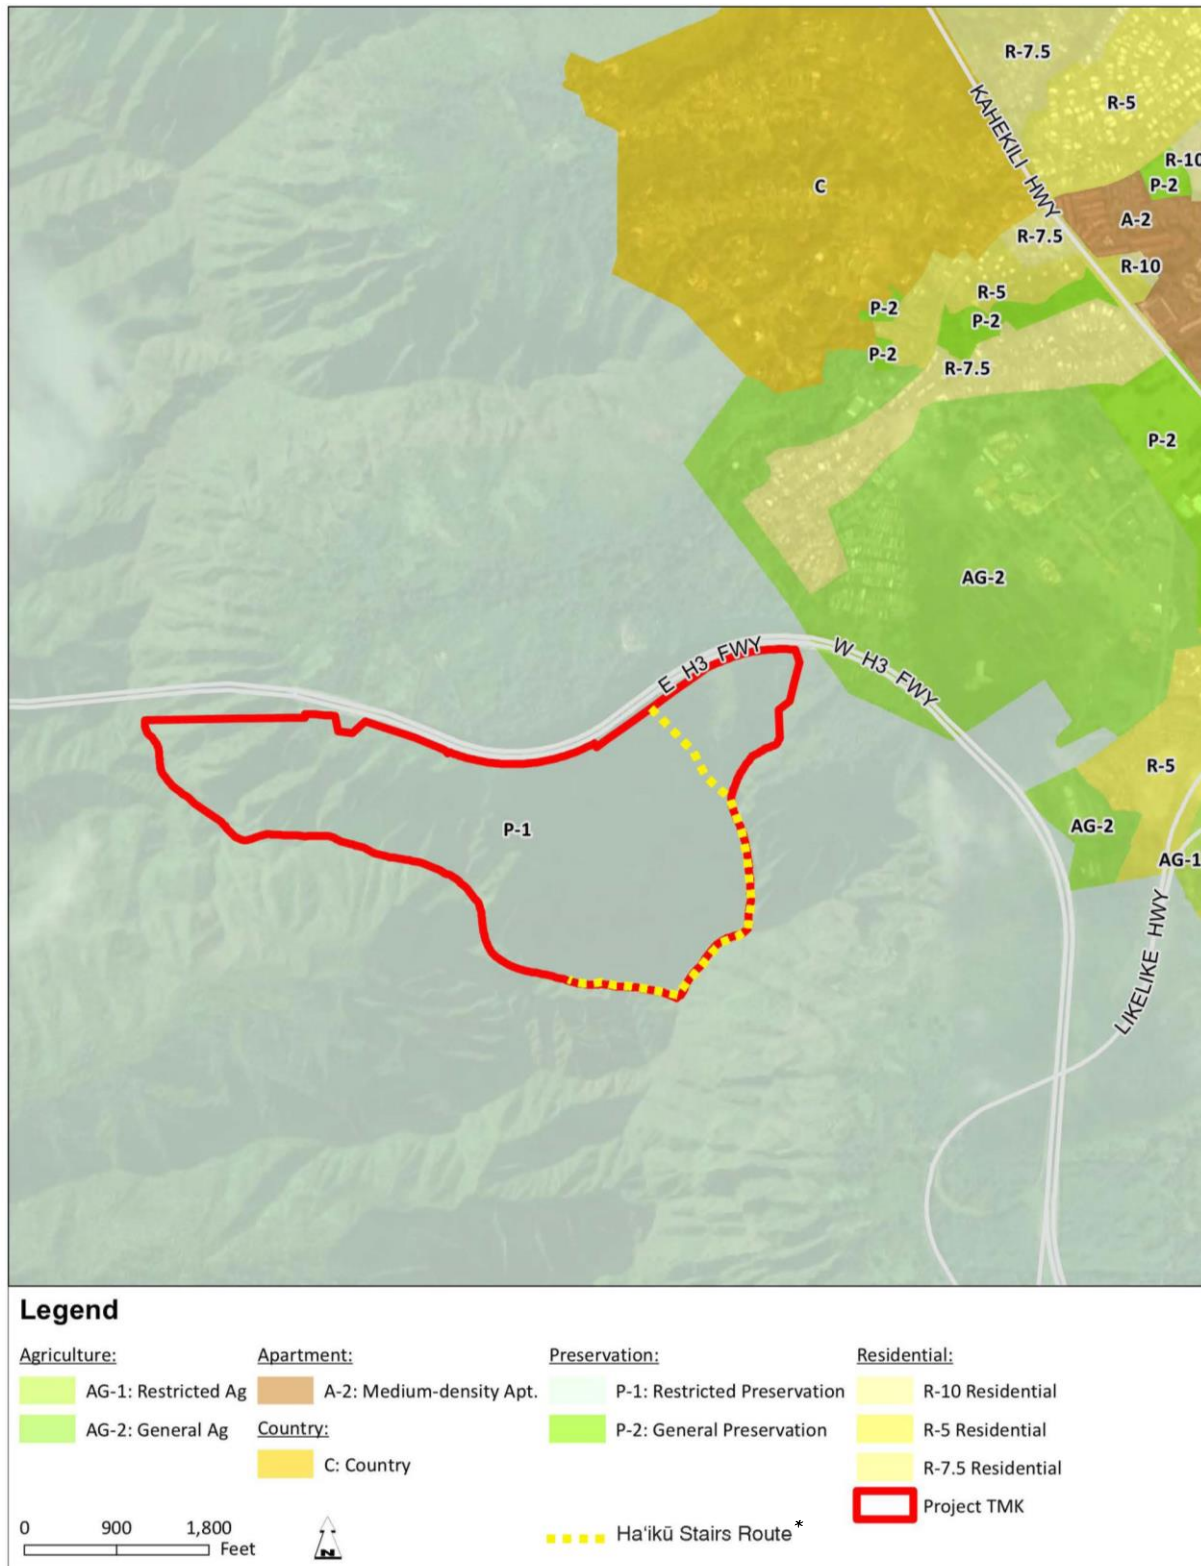 R-7.5
R-5
KAHEKILI HWY
R-10
P-2
C
A-2
R-7.5
R-10
R-5
P-2
P-2
P-2
R-7.5
P-2
AG-2
E H3 FWY
W H3 FWY
R-5
P-1
AG-2
AG-1
LIKELIKE HWY
Legend
Agriculture:
AG-1: Restricted Ag
AG-2: General Ag
Apartment:
A-2: Medium-density Apt.
Country:
C: Country
Preservation:
P-1: Restricted Preservation
P-2: General Preservation
Residential:
R-10 Residential
R-5 Residential
R-7.5 Residential
Project TMK
0 900 1,800
Feet
N
Haʻikū Stairs Route*